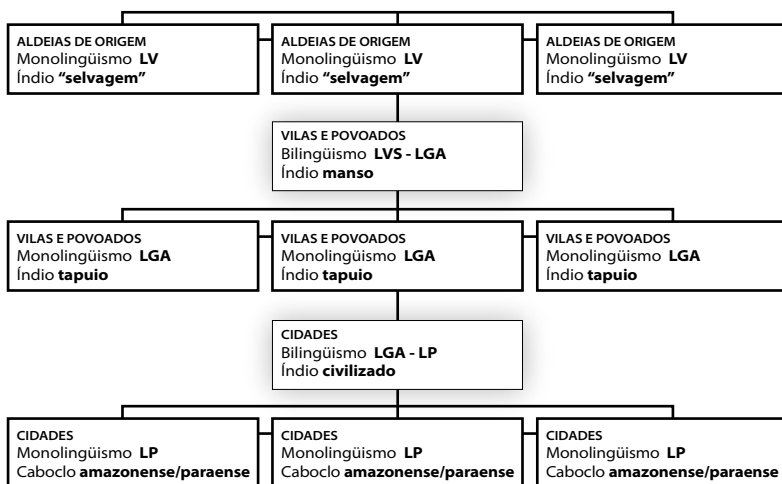 ALDEIAS DE ORIGEM
Monolingüismo LV
Índio “selvagem”
ALDEIAS DE ORIGEM
Monolingüismo LV
Índio “selvagem”
ALDEIAS DE ORIGEM
Monolingüismo LV
Índio “selvagem”
VILAS E POVOADOS
Bilingüismo LVS - LGA
Índio manso
VILAS E POVOADOS
Monolingüismo LGA
Índio tapuio
VILAS E POVOADOS
Monolingüismo LGA
Índio tapuio
VILAS E POVOADOS
Monolingüismo LGA
Índio tapuio
CIDADES
Bilingüismo LGA - LP
Índio civilizado
CIDADES
Monolingüismo LP
Caboclo amazonense/paraense
CIDADES
Monolingüismo LP
Caboclo amazonense/paraense
CIDADES
Monolingüismo LP
Caboclo amazonense/paraense